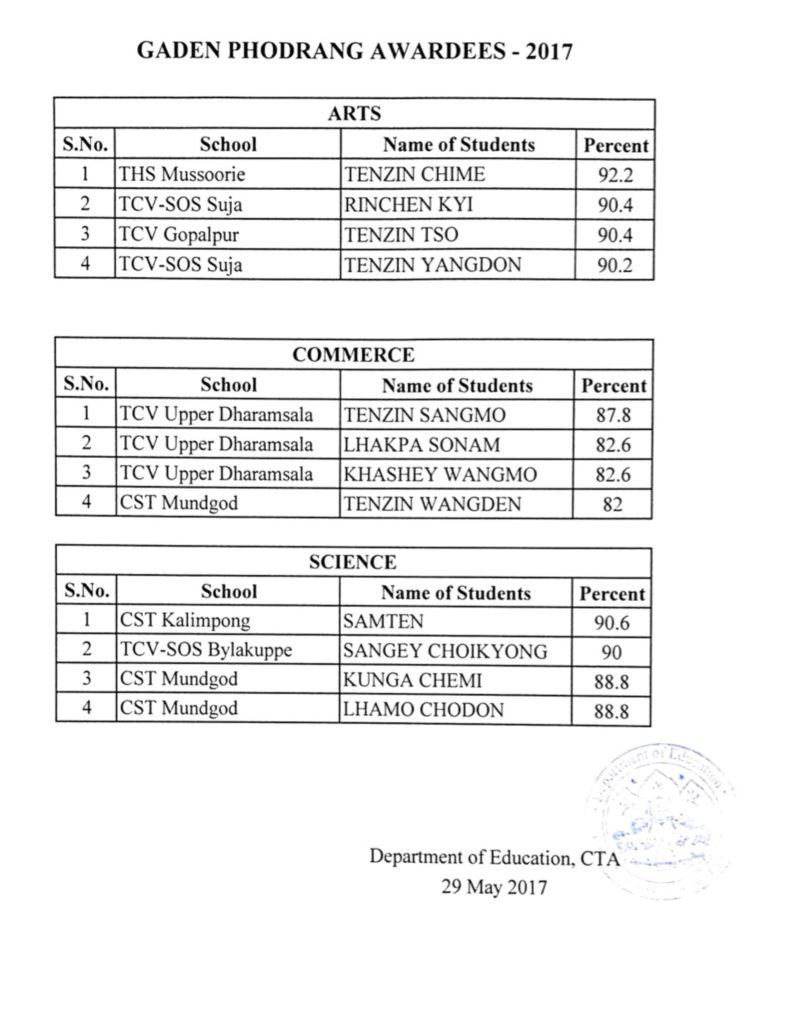 GADEN PHODRANG AWARDEES - 2017
ARTS
S.No. School Name of Students Percent
1 THS Mussoorie TENZIN CHIME 92.2
2 TCV-SOS Suja RINCHEN KYI 90.4
3 TCV Gopalpur TENZIN TSO 90.4
4 TCV-SOS Suja TENZIN YANGDON 90.2
COMMERCE
S.No. School Name of Students Percent
1 TCV Upper Dharamsala TENZIN SANGMO 87.8
2 TCV Upper Dharamsala LHAKPA SONAM 82.6
3 TCV Upper Dharamsala KHASHEY WANGMO 82.6
4 CST Mundgod TENZIN WANGDEN 82
SCIENCE
S.No. School Name of Students Percent
1 CST Kalimpong SAMTEN 90.6
2 TCV-SOS Bylakuppe SANGEY CHOIKYONG 90
3 CST Mundgod KUNGA CHEMI 88.8
4 CST Mundgod LHAMO CHODON 88.8
Department of Education
Department of Education, CTA
29 May 2017